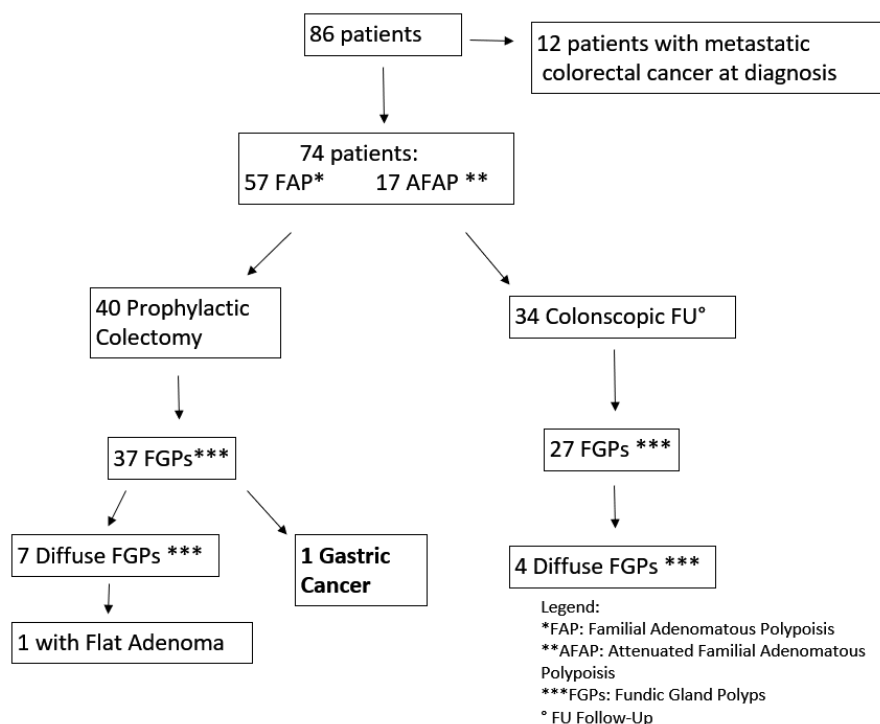 86 patients
12 patients with metastatic
colorectal cancer at diagnosis
74 patients:
57 FAP* 17 AFAP **
40 Prophylactic
Colectomy
34 Colonscopic FU°
37 FGPs***
27 FGPs ***
7 Diffuse FGPs ***
1 Gastric
Cancer
4 Diffuse FGPs ***
1 with Flat Adenoma
Legend:
*FAP: Familial Adenomatous Polypoisis
**AFAP: Attenuated Familial Adenomatous
Polypoisis
***FGPs: Fundic Gland Polyps
° FU Follow-Up